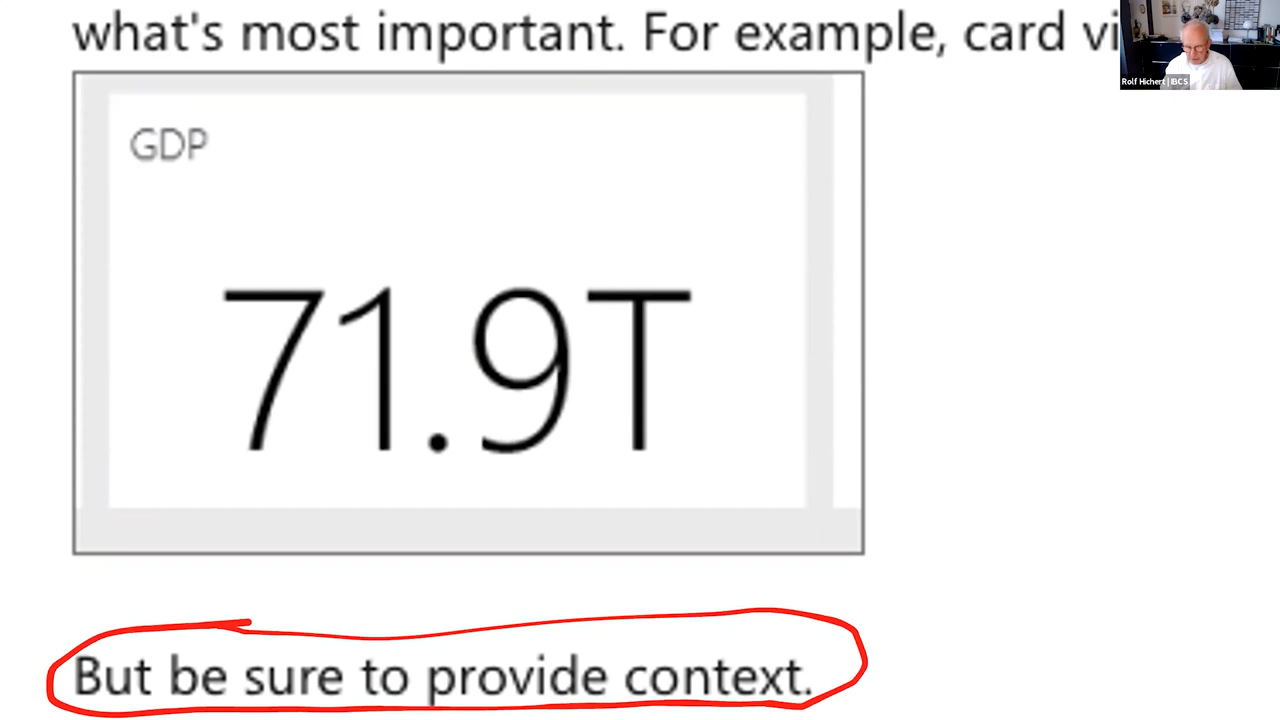 what's most important. For example, card vi
Rolf Hichert | IBCS
GDP
71.9T
But be sure to provide context.